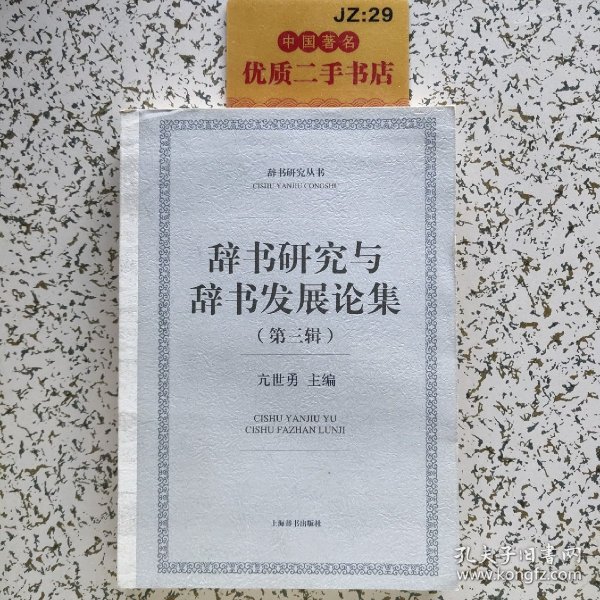 JZ:29
中国著名
优质二手书店
辞书研究丛书
CISHU YANJIU CONGSHU
辞书研究与
辞书发展论集
（第三辑）
亢世勇 主编
CISHU YANJIU YU
CISHU FAZHAN LUNJI
上海辞书出版社
孔夫子旧书网
www.kongfz.com